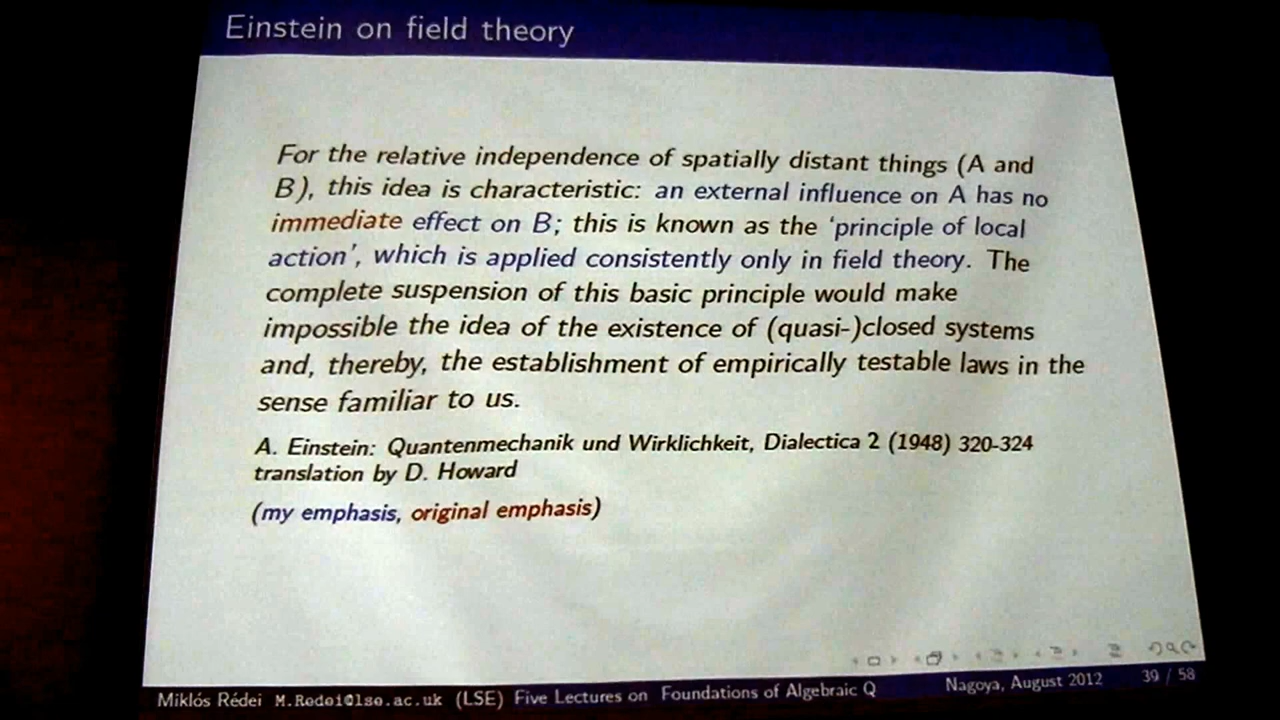 Einstein on field theory
For the relative independence of spatially distant things (A and
B), this idea is characteristic: an external influence on A has no
immediate effect on B; this is known as the 'principle of local
action', which is applied consistently only in field theory. The
complete suspension of this basic principle would make
impossible the idea of the existence of (quasi-)closed systems
and, thereby, the establishment of empirically testable laws in the
sense familiar to us.
A. Einstein: Quantenmechanik und Wirklichkeit, Dialectica 2 (1948) 320-324
translation by D. Howard
(my emphasis, original emphasis)
Miklós Rédei M.Redei@lse.ac.uk (LSE) Five Lectures on Foundations of Algebraic Q Nagoya, August 2012 39 / 58